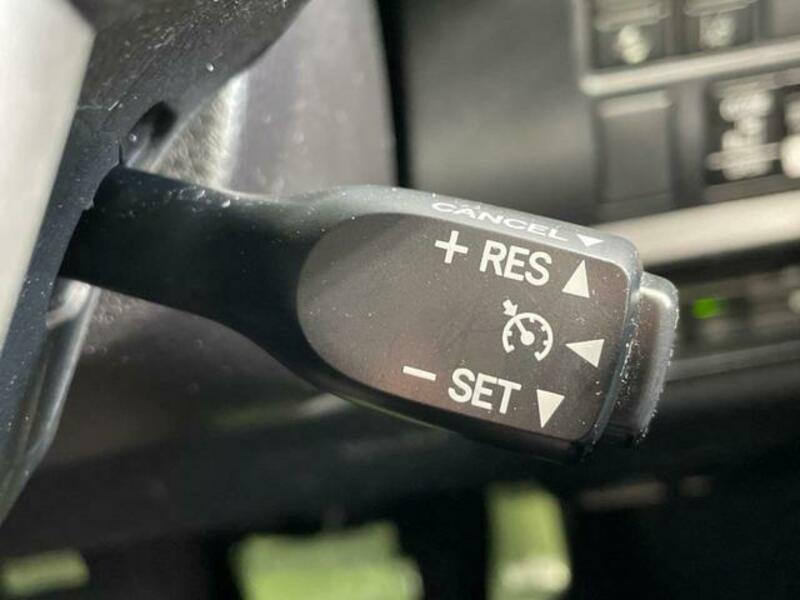 CANCEL ▼
+ RES ▲
◀
− SET ▼